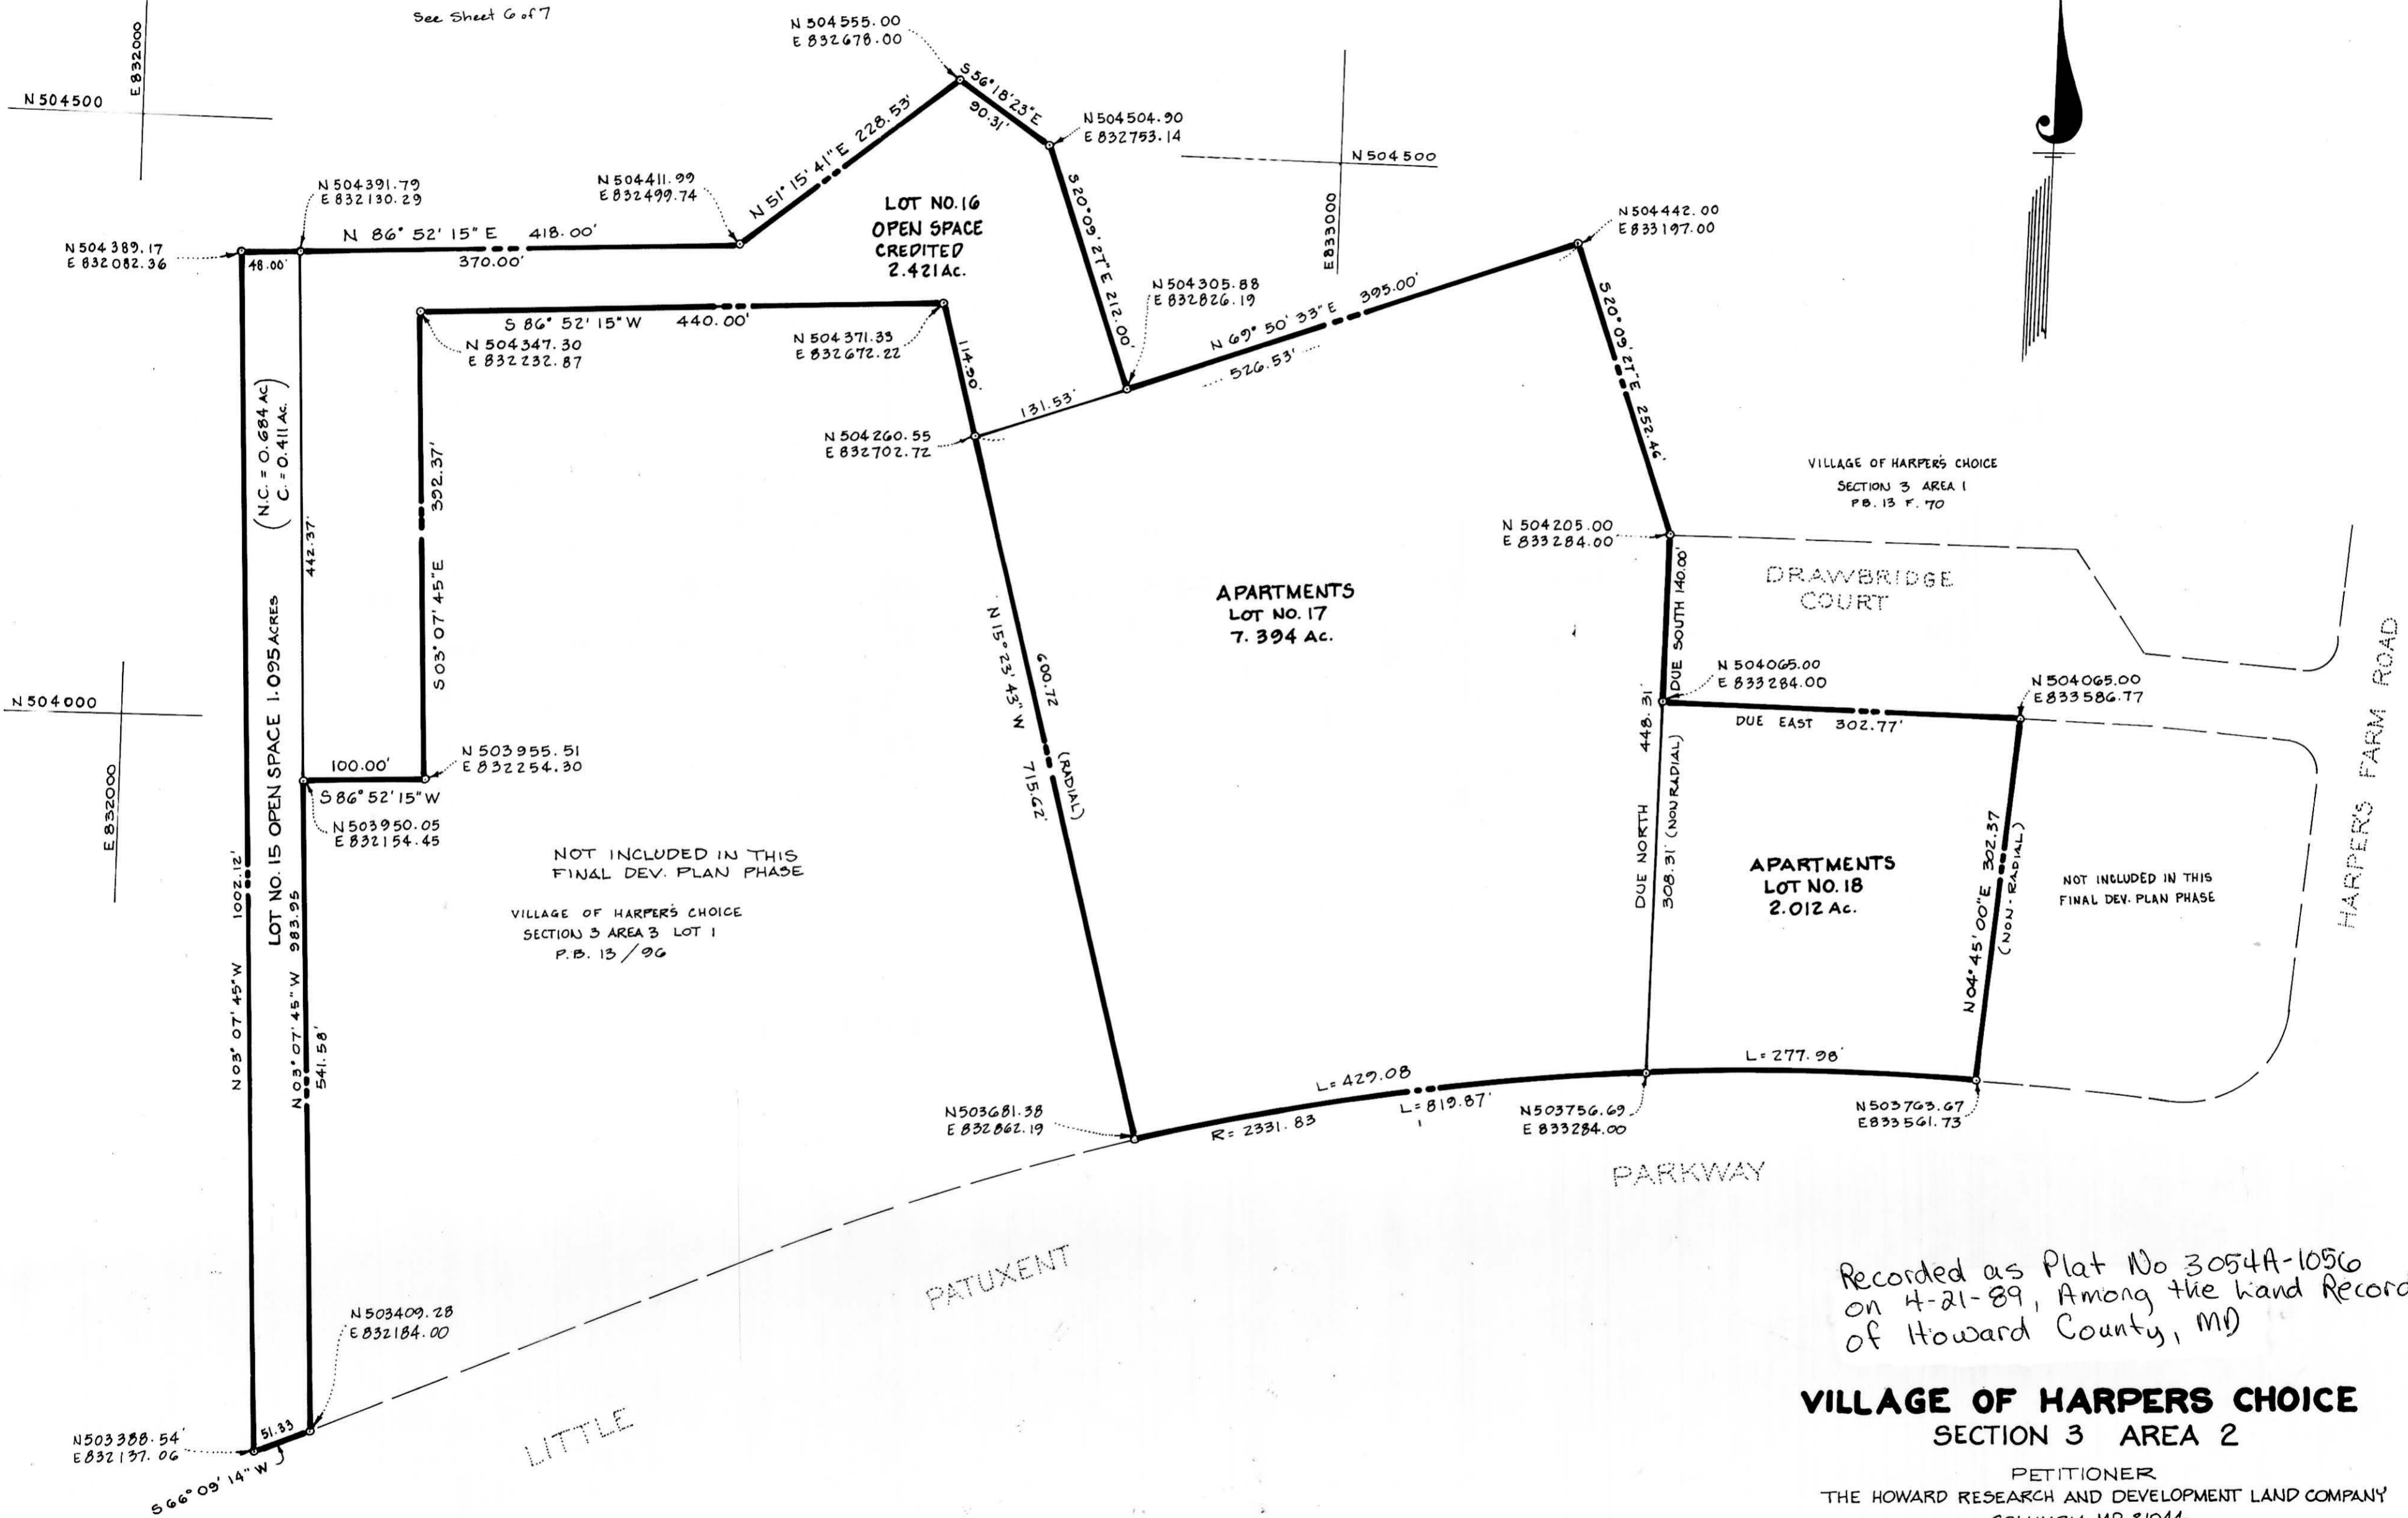 See Sheet 6 of 7
N 504555.00
E 832678.00
E 832000
N 504500
S 56° 18' 23" E
90.31'
N 504504.90
E 832753.14
N 504500
E 833000
N 51° 15' 41" E 228.53'
N 504391.79
E 832130.29
N 504411.99
E 832499.74
LOT NO. 16
OPEN SPACE
CREDITED
2.421 AC.
S 20° 09' 27" E 212.00'
N 504442.00
E 833197.00
N 504389.17
E 832082.36
N 86° 52' 15" E 418.00'
48.00'
370.00'
N 504305.88
E 832826.19
N 69° 50' 33" E 395.00'
526.53'
S 20° 09' 27" E 252.46'
S 86° 52' 15" W 440.00'
N 504347.30
E 832232.87
N 504371.33
E 832672.22
114.90'
131.53'
N 504260.55
E 832702.72
(N.C. = 0.684 AC
C. = 0.411 AC.)
442.37'
S 03° 07' 45" E 392.37'
VILLAGE OF HARPER'S CHOICE
SECTION 3 AREA 1
P.B. 13 F. 70
N 504205.00
E 833284.00
DRAWBRIDGE
COURT
APARTMENTS
LOT NO. 17
7.394 AC.
DUE SOUTH 140.00'
N 504065.00
E 833284.00
N 504065.00
E 833586.77
DUE EAST 302.77'
HARPER'S FARM ROAD
N 504000
E 832000
LOT NO. 15 OPEN SPACE 1.095 ACRES
N 15° 23' 43" W 715.62'
600.72
(RADIAL)
DUE NORTH 448.31'
308.31' (NON RADIAL)
100.00'
S 86° 52' 15" W
N 503955.51
E 832254.30
N 503950.05
E 832154.45
NOT INCLUDED IN THIS
FINAL DEV. PLAN PHASE
VILLAGE OF HARPER'S CHOICE
SECTION 3 AREA 3 LOT 1
P.B. 13 / 96
APARTMENTS
LOT NO. 18
2.012 AC.
N 04° 45' 00" E 302.37
(NON-RADIAL)
NOT INCLUDED IN THIS
FINAL DEV. PLAN PHASE
N 03° 07' 45" W 1002.12'
N 03° 07' 45" W 983.95
541.58'
L= 277.98'
L= 429.08
L= 819.87'
R= 2331.83
N 503681.38
E 832862.19
N 503756.69
E 833284.00
N 503763.67
E 833561.73
PARKWAY
PATUXENT
LITTLE
N 503409.28
E 832184.00
51.33
N 503388.54'
E 832137.06
S 66° 09' 14" W
Recorded as Plat No 3054A-1056
on 4-21-89, Among the Land Record
of Howard County, MD
VILLAGE OF HARPERS CHOICE
SECTION 3 AREA 2
PETITIONER
THE HOWARD RESEARCH AND DEVELOPMENT LAND COMPANY